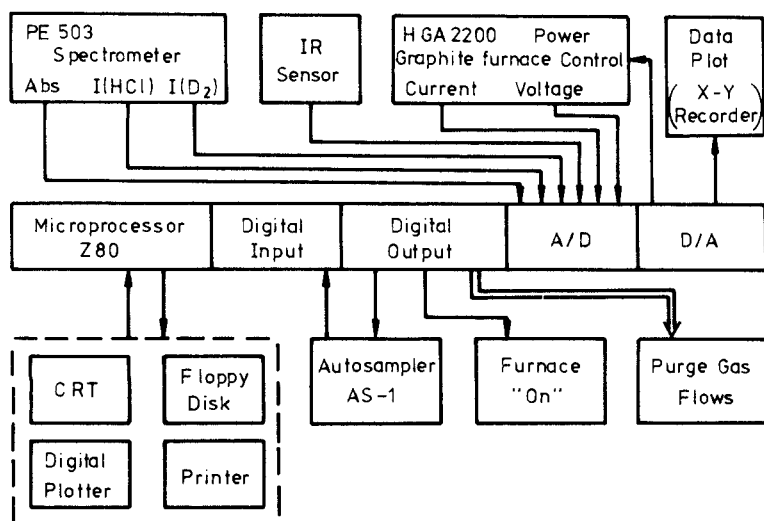 PE 503
Spectrometer
Abs I(HCl) I(D₂)
IR
Sensor
HGA 2200 Power
Graphite furnace Control
Current Voltage
Data
Plot
(X-Y
Recorder)
Microprocessor
Z80
Digital
Input
Digital
Output
A/D
D/A
CRT
Floppy
Disk
Digital
Plotter
Printer
Autosampler
AS-1
Furnace
"On"
Purge Gas
Flows